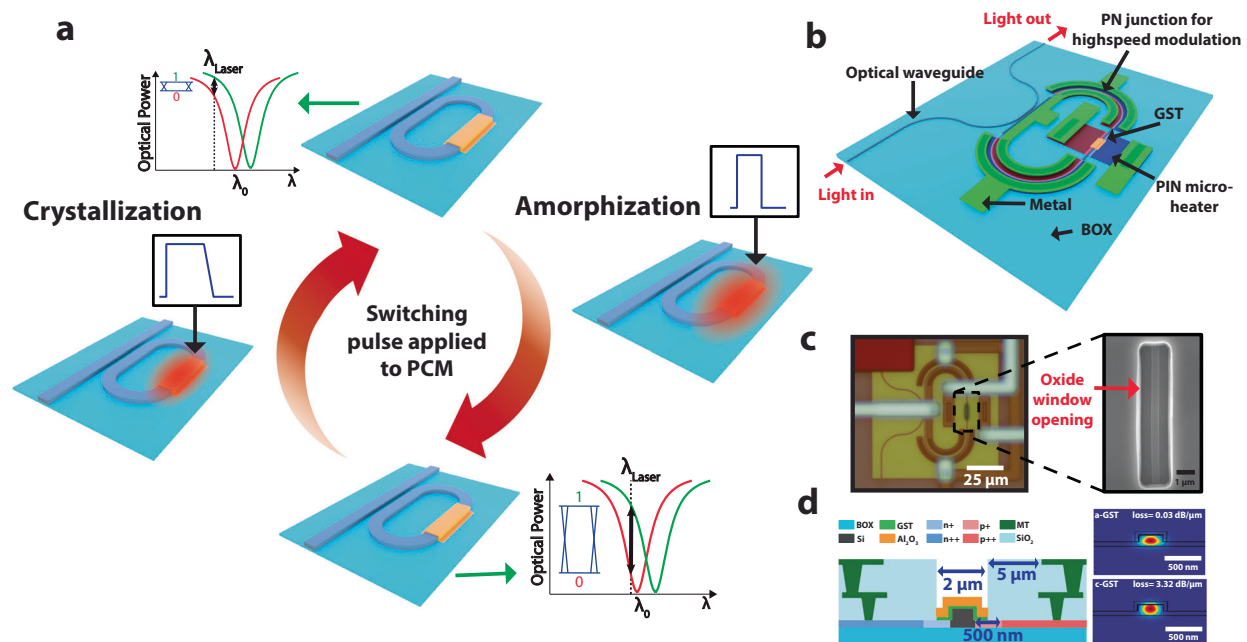 a
λLaser
1
0
Optical Power
λ0
λ
Crystallization
Amorphization
Switching
pulse applied
to PCM
λLaser
1
0
Optical Power
λ0
λ
b
Light out
PN junction for
highspeed modulation
Optical waveguide
GST
Light in
PIN micro-
heater
Metal
BOX
c
Oxide
window
opening
25 μm
1 μm
d
BOX GST n+ p+ MT
Si Al2O3 n++ p++ SiO2
2 μm
5 μm
500 nm
a-GST loss= 0.03 dB/μm
500 nm
c-GST loss= 3.32 dB/μm
500 nm